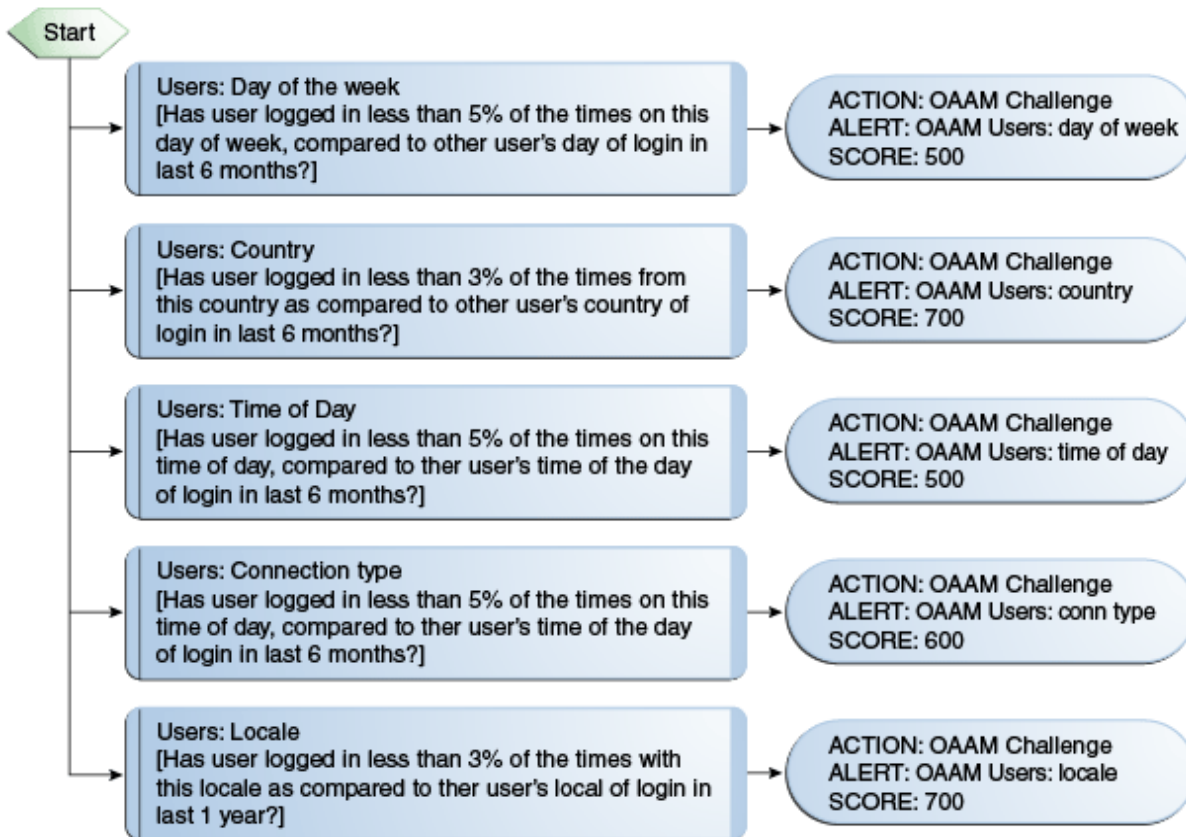 Start
Users: Day of the week
[Has user logged in less than 5% of the times on this
day of week, compared to other user's day of login in
last 6 months?]
ACTION: OAAM Challenge
ALERT: OAAM Users: day of week
SCORE: 500
Users: Country
[Has user logged in less than 3% of the times from
this country as compared to other user's country of
login in last 6 months?]
ACTION: OAAM Challenge
ALERT: OAAM Users: country
SCORE: 700
Users: Time of Day
[Has user logged in less than 5% of the times on this
time of day, compared to ther user's time of the day
of login in last 6 months?]
ACTION: OAAM Challenge
ALERT: OAAM Users: time of day
SCORE: 500
Users: Connection type
[Has user logged in less than 5% of the times on this
time of day, compared to ther user's time of the day
of login in last 6 months?]
ACTION: OAAM Challenge
ALERT: OAAM Users: conn type
SCORE: 600
Users: Locale
[Has user logged in less than 3% of the times with
this locale as compared to ther user's local of login in
last 1 year?]
ACTION: OAAM Challenge
ALERT: OAAM Users: locale
SCORE: 700